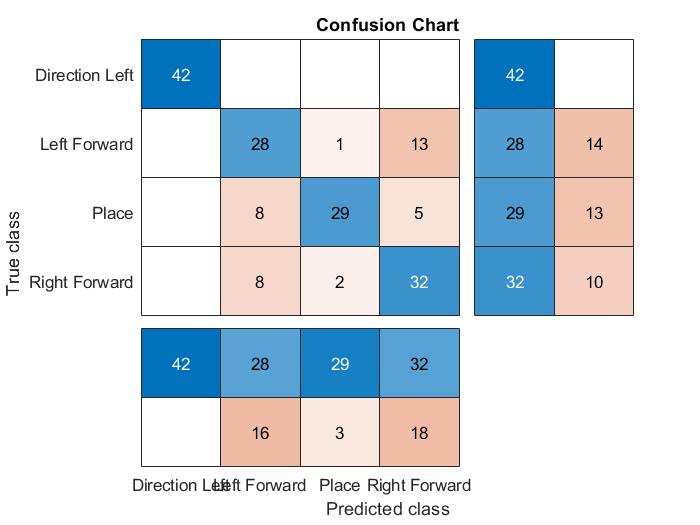 Confusion Chart
Direction Left 42 42
Left Forward 28 1 13 28 14
Place 8 29 5 29 13
Right Forward 8 2 32 32 10
True class
42 28 29 32
16 3 18
Direction Left Left Forward Place Right Forward
Predicted class